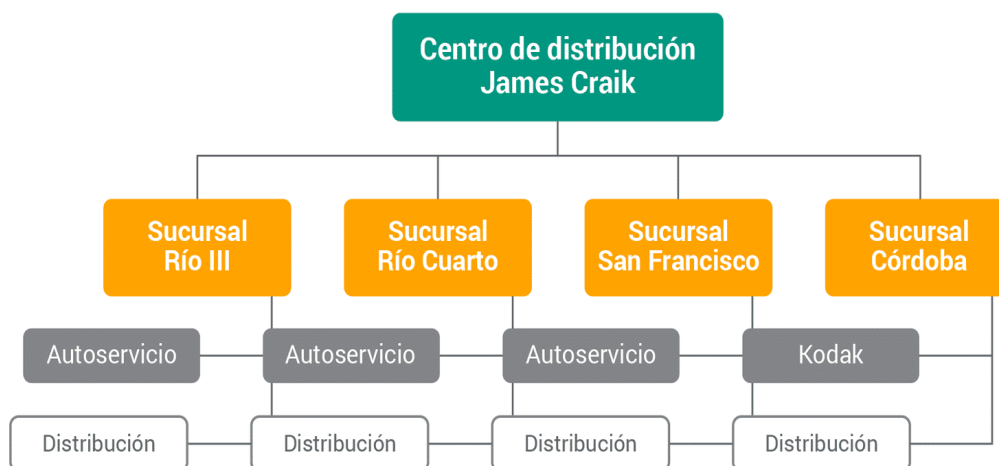 Centro de distribución
James Craik
Sucursal
Río III
Sucursal
Río Cuarto
Sucursal
San Francisco
Sucursal
Córdoba
Autoservicio
Autoservicio
Autoservicio
Kodak
Distribución
Distribución
Distribución
Distribución